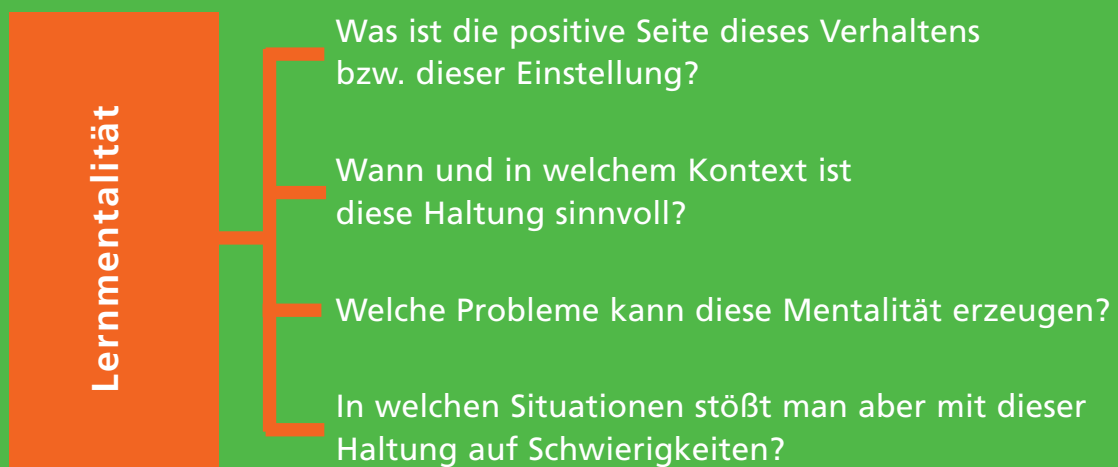 Lernmentalität
Was ist die positive Seite dieses Verhaltens
bzw. dieser Einstellung?
Wann und in welchem Kontext ist
diese Haltung sinnvoll?
Welche Probleme kann diese Mentalität erzeugen?
In welchen Situationen stößt man aber mit dieser
Haltung auf Schwierigkeiten?